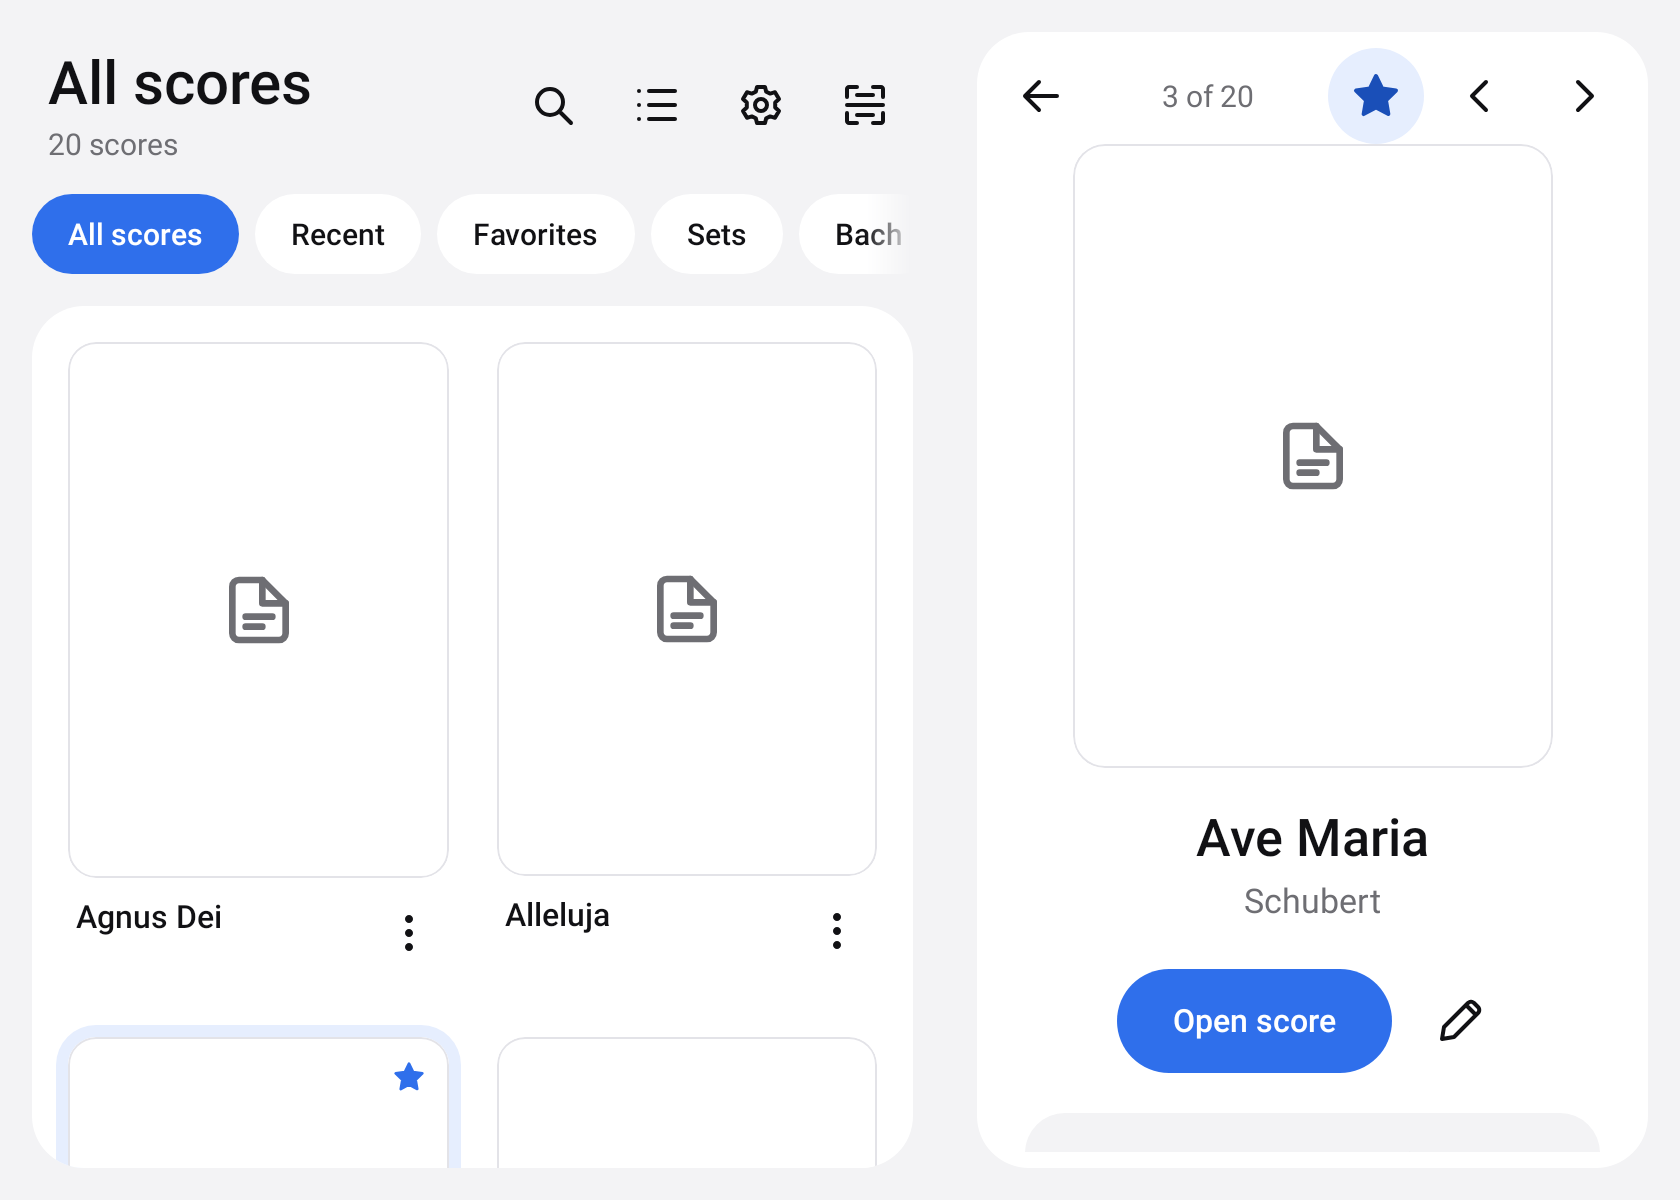 All scores
20 scores
All scores
Recent
Favorites
Sets
Bach
Agnus Dei
Alleluja
3 of 20
Ave Maria
Schubert
Open score